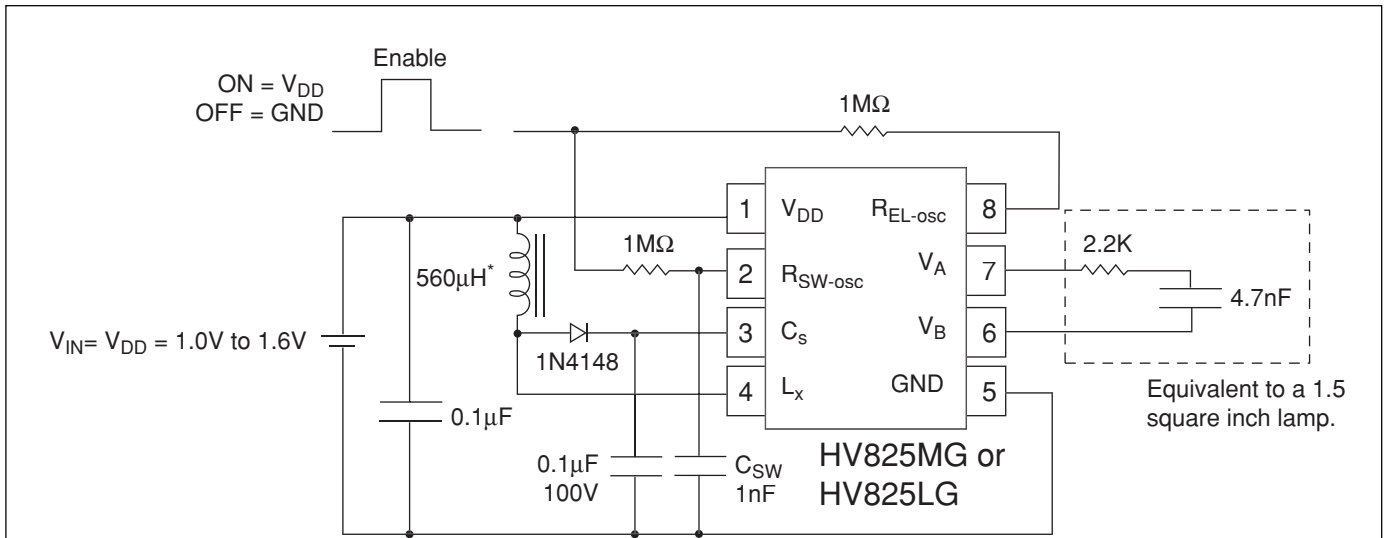 Enable
ON = V_DD
OFF = GND
1MΩ
1 V_DD R_EL-osc 8
1MΩ
2.2K
560μH*
2 R_SW-osc V_A 7
4.7nF
V_IN= V_DD = 1.0V to 1.6V
3 C_s V_B 6
1N4148
4 L_x GND 5
Equivalent to a 1.5
square inch lamp.
0.1μF
HV825MG or
HV825LG
0.1μF
100V
C_SW
1nF